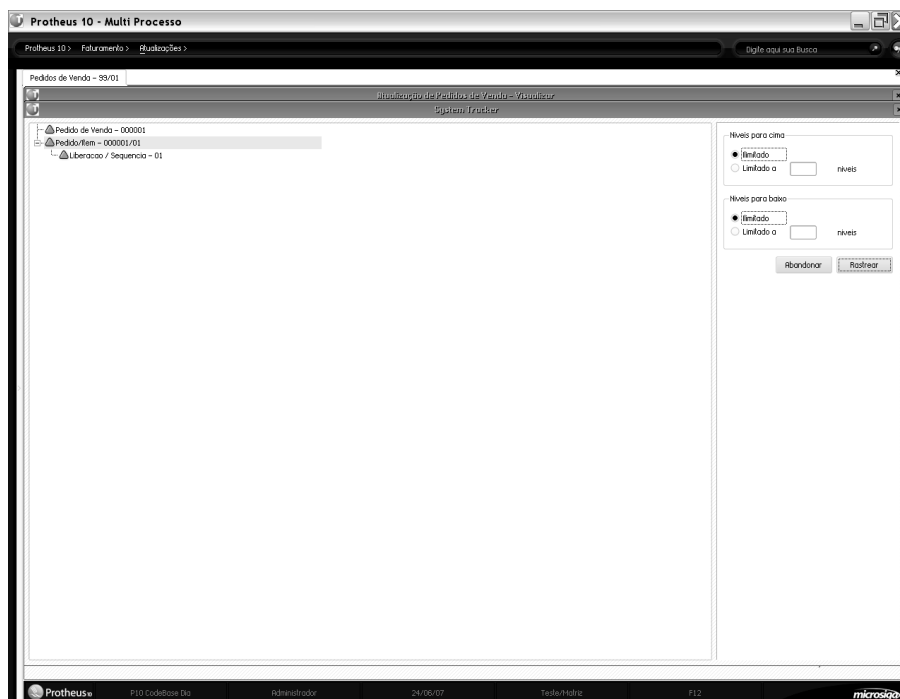 Protheus 10 - Multi Processo
Protheus 10 > Faturamento > Atualizações >
Digite aqui sua Busca
Pedidos de Venda - 99/01
Atualização de Pedidos de Venda - Visualizar
System Tracker
Pedido de Venda - 000001
Pedido/Item - 000001/01
Liberacao / Sequencia - 01
Niveis para cima
Ilimitado
Limitado a niveis
Niveis para baixo
Ilimitado
Limitado a niveis
Abandonar Rastrear
Protheus10 P10 CodeBase Dia Administrador 24/06/07 Teste/Matriz F12 microsiga